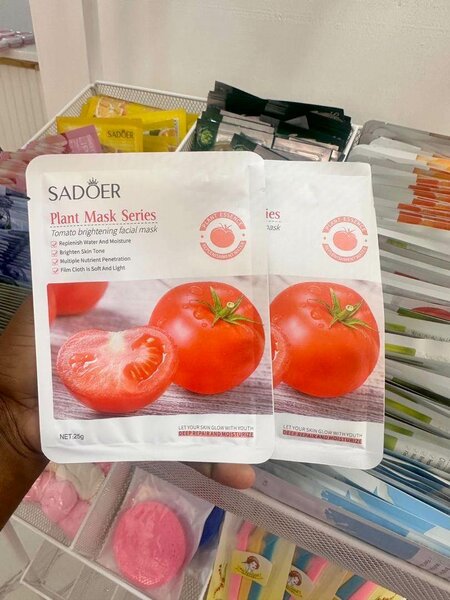 SADOER
SADOER
Plant Mask Series
Tomato brightening facial mask
Replenish Water And Moisture
Brighten Skin Tone
Multiple Nutrient Penetration
Film Cloth is Soft And Light
PLANT ESSENCE
NET:25g
LET YOUR SKIN GLOW WITH YOUTH
DEEP REPAIR AND MOISTURIZE
ies
mask
PLANT ESSENCE
LET YOUR SKIN GLOW WITH YOUTH
DEEP REPAIR AND MOISTURIZE